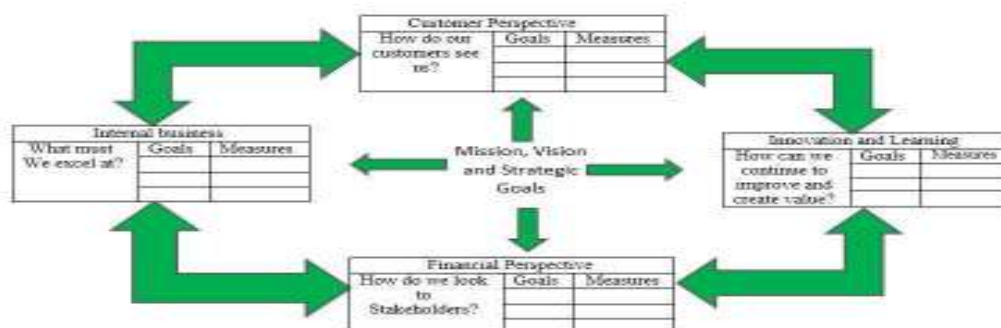 Customer Perspective
How do our Goals Measures
customers see
us?
Internal business
What must Goals Measures
We excel at?
Mission, Vision
and Strategic
Goals
Innovation and Learning
How can we Goals Measures
continue to
improve and
create value?
Financial Perspective
How do we look Goals Measures
to
Stakeholders?